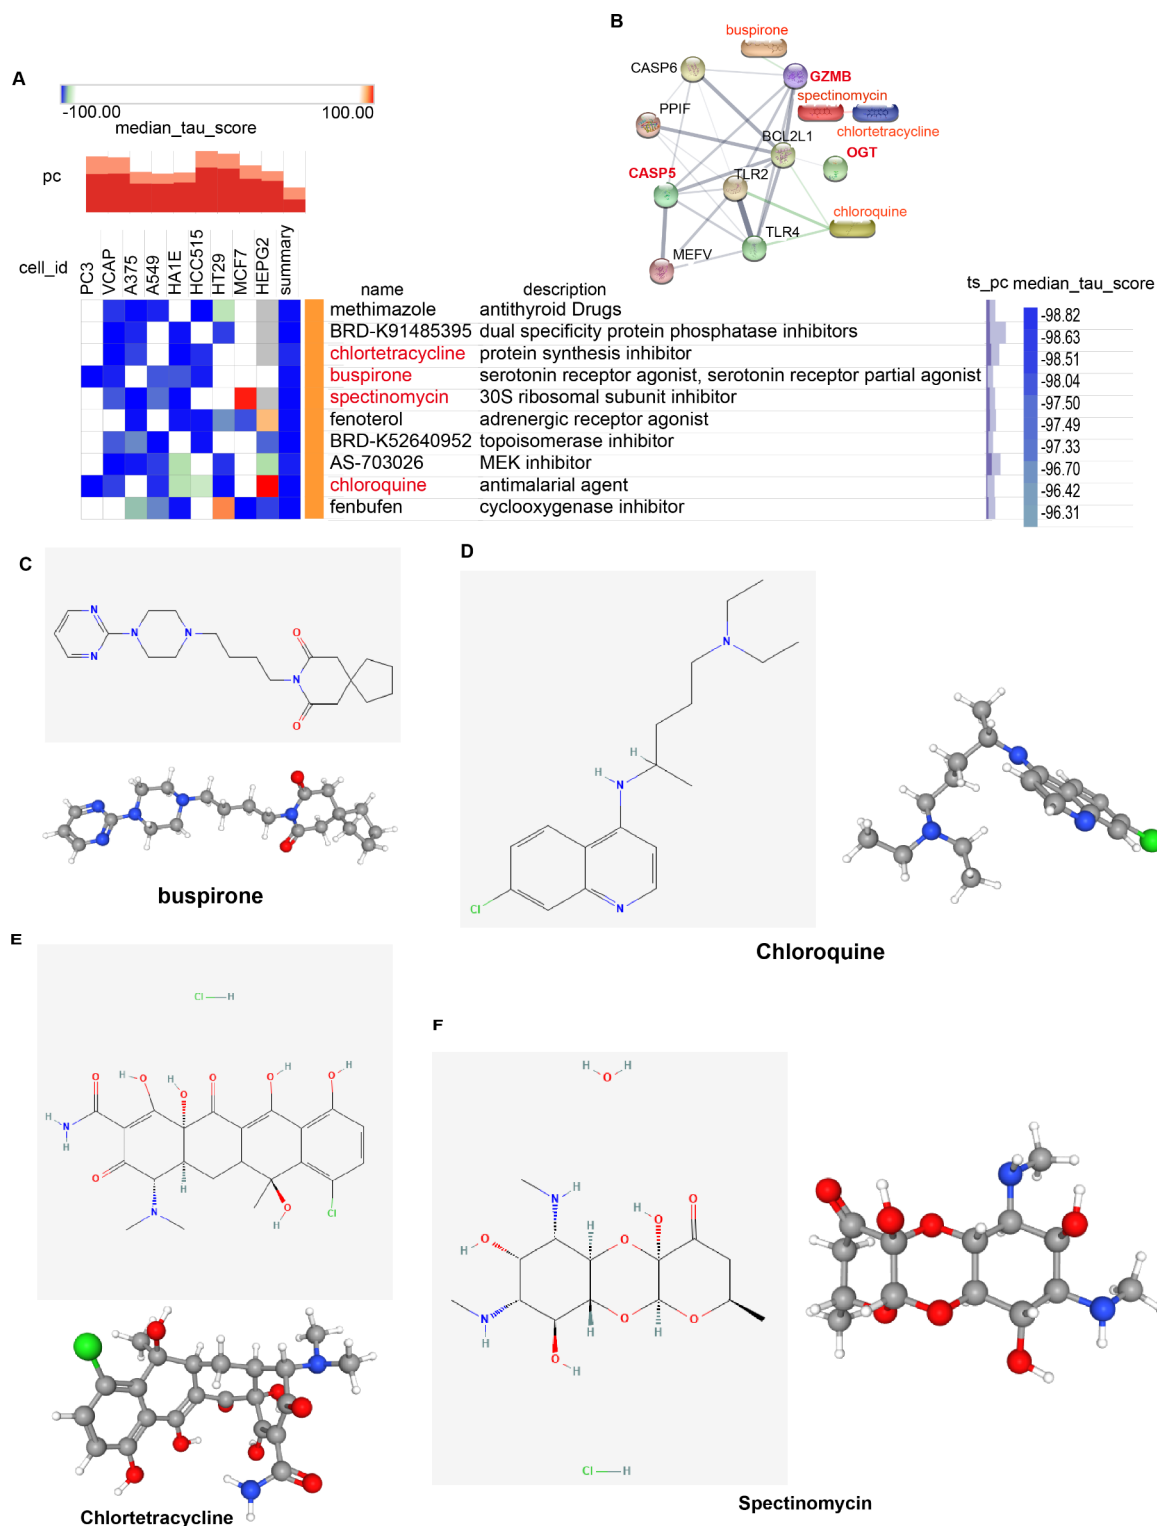 A
-100.00 100.00
median_tau_score
pc
cell_id
PC3
VCAP
A375
A549
HA1E
HCC515
HT29
MCF7
HEPG2
summary
name description ts_pc median_tau_score
methimazole antithyroid Drugs -98.82
BRD-K91485395 dual specificity protein phosphatase inhibitors -98.63
chlortetracycline protein synthesis inhibitor -98.51
buspirone serotonin receptor agonist, serotonin receptor partial agonist -98.04
spectinomycin 30S ribosomal subunit inhibitor -97.50
fenoterol adrenergic receptor agonist -97.49
BRD-K52640952 topoisomerase inhibitor -97.33
AS-703026 MEK inhibitor -96.70
chloroquine antimalarial agent -96.42
fenbufen cyclooxygenase inhibitor -96.31
B
buspirone
CASP6
GZMB
spectinomycin
PPIF
chlortetracycline
BCL2L1
OGT
CASP5
TLR2
chloroquine
TLR4
MEFV
C
N
N
N
N
O
N
O
buspirone
D
N
H
H
N
Cl
N
Chloroquine
E
Cl H
O H O H O O H O H O
H N
H
O
H
N
O H
Cl
Chlortetracycline
F
H H
O
N H
O
H O
H
H O
O
N
H
O
H
O
H
O
H
O
Cl H
Spectinomycin